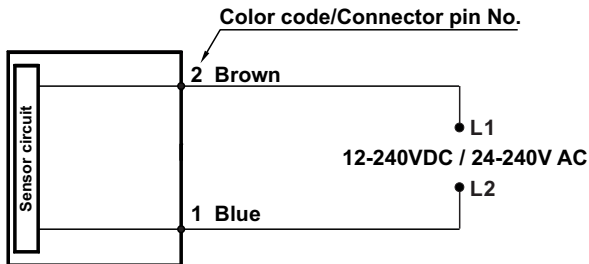 Color code/Connector pin No.
2 Brown
Sensor circuit
L1
12-240VDC / 24-240V AC
L2
1 Blue